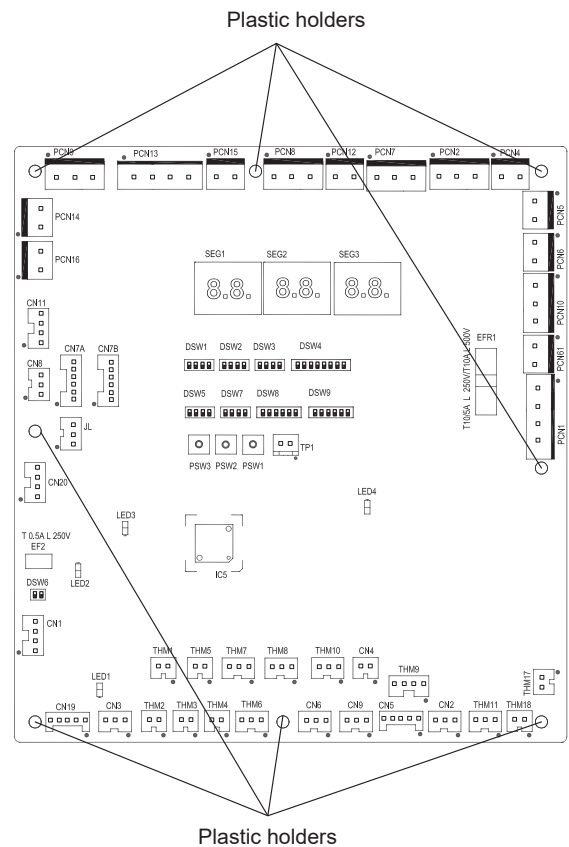 Plastic holders
PCN9 PCN13 PCN15 PCN8 PCN12 PCN7 PCN2 PCN4
PCN5
PCN14
PCN6
PCN16
SEG1 SEG2 SEG3
8.8. 8.8. 8.8.
PCN10
CN11
EFR1
T10/5A L 250V/T10A L 500V
DSW1 DSW2 DSW3 DSW4
PCN61
CN8 CN7A CN7B
DSW5 DSW7 DSW8 DSW9
PCN1
JL
TP1
PSW3 PSW2 PSW1
CN20
LED4
LED3
T 0.5A L 250V
EF2
IC5
LED2
DSW6
CN1
THM1 THM5 THM7 THM8 THM10 CN4
THM9
THM17
LED1
CN19 CN3 THM2 THM3 THM4 THM6 CN6 CN9 CN5 CN2 THM11 THM18
Plastic holders